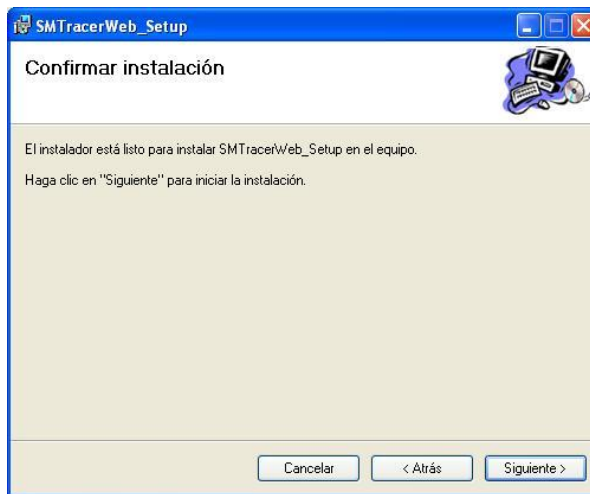 SMTracerWeb_Setup
Confirmar instalación
El instalador está listo para instalar SMTracerWeb_Setup en el equipo.
Haga clic en "Siguiente" para iniciar la instalación.
Cancelar < Atrás Siguiente >